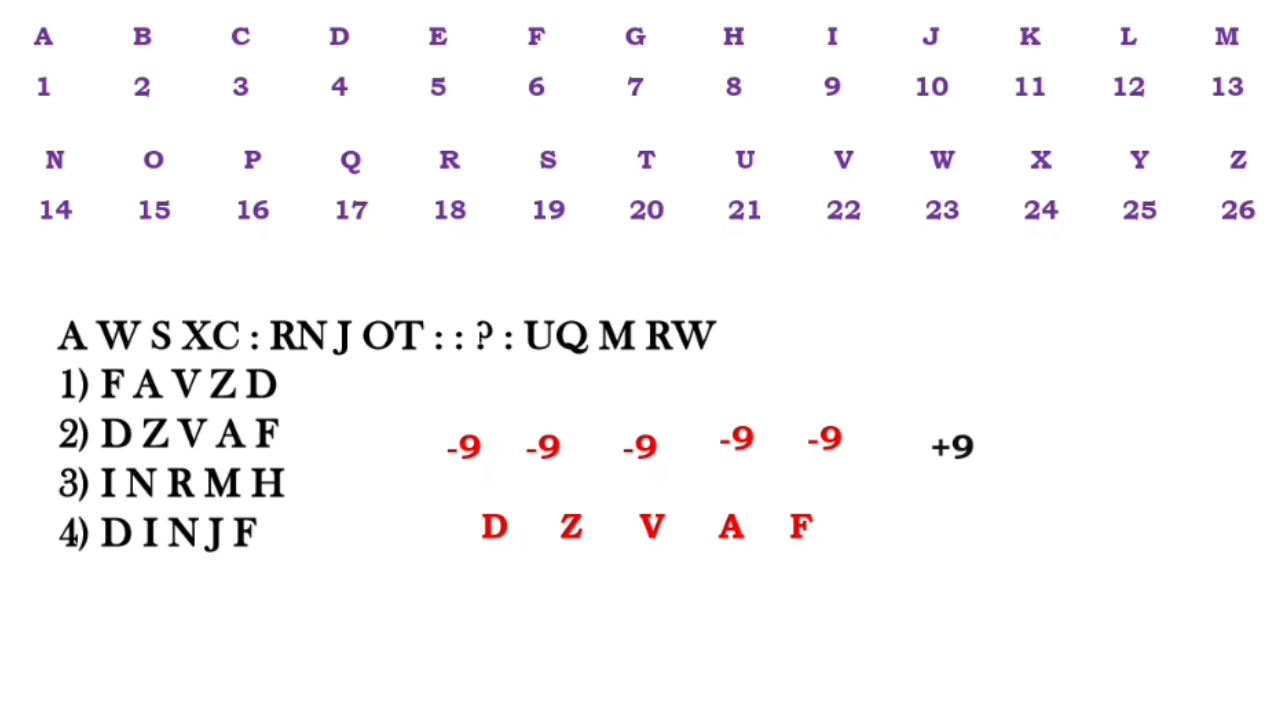 A B C D E F G H I J K L M
1 2 3 4 5 6 7 8 9 10 11 12 13
N O P Q R S T U V W X Y Z
14 15 16 17 18 19 20 21 22 23 24 25 26
A W S XC : RN J OT : : ? : UQ M RW
1) F A V Z D
2) D Z V A F
-9 -9 -9 -9 -9 +9
3) I N R M H
4) D I N J F
D Z V A F